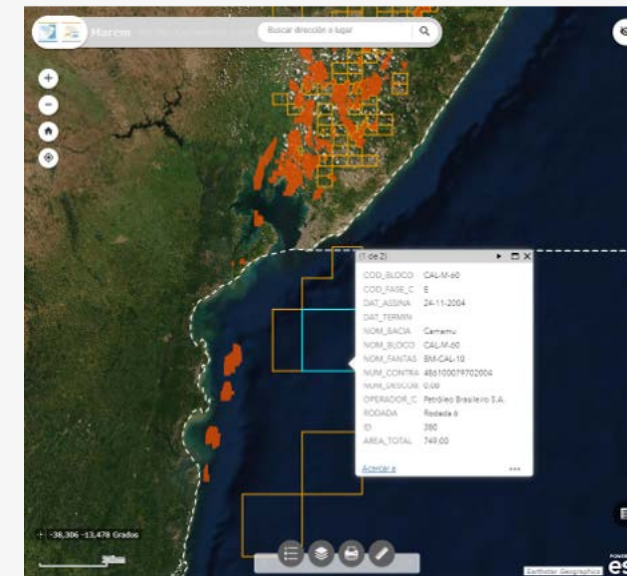 Marem
Buscar dirección o lugar
(1 de 2)
COD_BLOCO CAL-M-60
COD_FASE_C E
DAT_ASSINA 24-11-2004
DAT_TERMIN
NOM_BACIA Camamu
NOM_BLOCO CAL-M-60
NOM_FANTAS BM-CAL-10
NUM_CONTRA 486100079702004
NUM_DESCOB 0,00
OPERADOR_C Petróleo Brasileiro S.A.
RODADA Rodada 6
ID 380
AREA_TOTAL 749,00
Acercar a
-38,306 -13,478 Grados
Earthstar Geographics